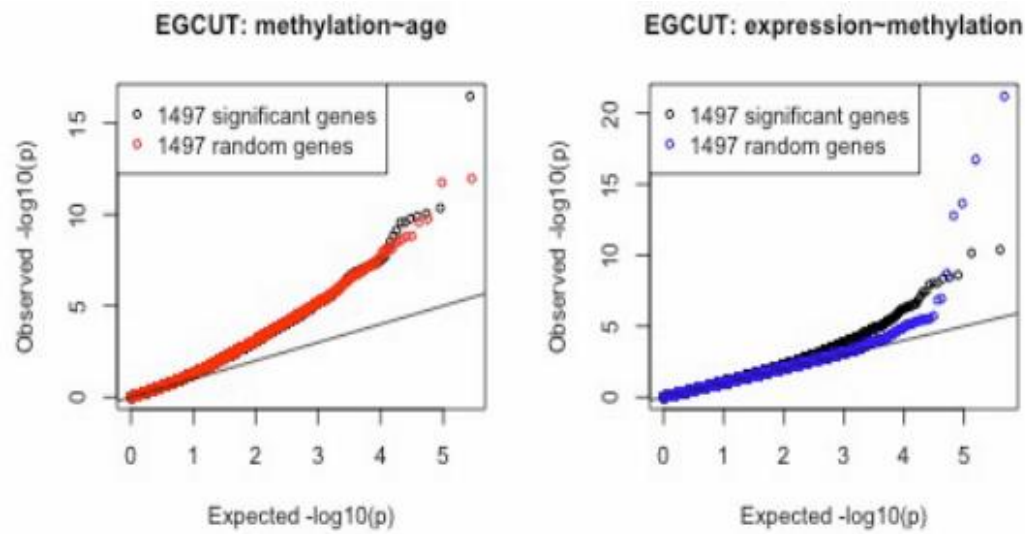 EGCUT: methylation~age
1497 significant genes
1497 random genes
Observed -log10(p)
0
5
10
15
0 1 2 3 4 5
Expected -log10(p)
EGCUT: expression~methylation
1497 significant genes
1497 random genes
Observed -log10(p)
0
5
10
15
20
0 1 2 3 4 5
Expected -log10(p)